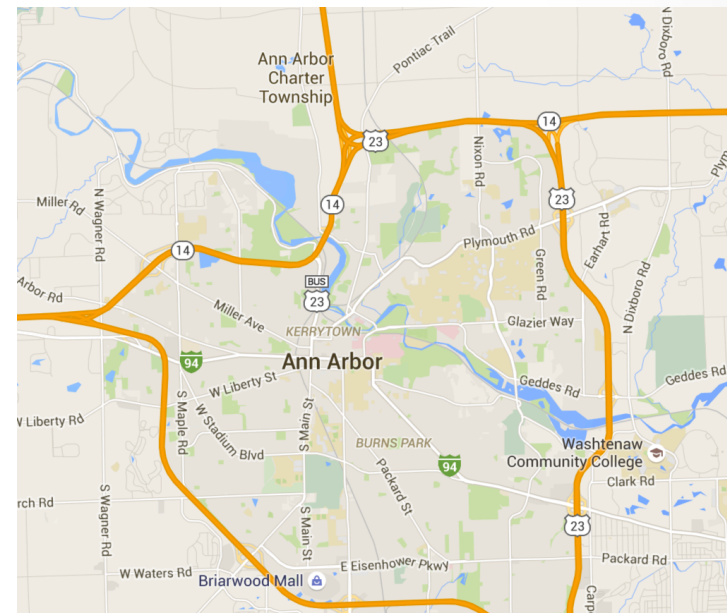 Pontiac Trail
N Dixboro Rd
Ann Arbor
Charter
Township
14
23
Nixon Rd
Plym
N Wagner Rd
Miller Rd
14
23
Earhart Rd
Plymouth Rd
14
Green Rd
N Dixboro Rd
Arbor Rd
BUS
23
Miller Ave
KERRYTOWN
Glazier Way
94
Ann Arbor
W Liberty St
Geddes Rd
Geddes Rd
W Liberty Rd
S Maple Rd
W Stadium
Blvd
S Main St
BURNS PARK
Washtenaw
Community College
94
Clark Rd
Packard St
rch Rd
S Wagner Rd
S Main St
23
W Waters Rd
E Eisenhower Pkwy
Packard Rd
Briarwood Mall
Carp